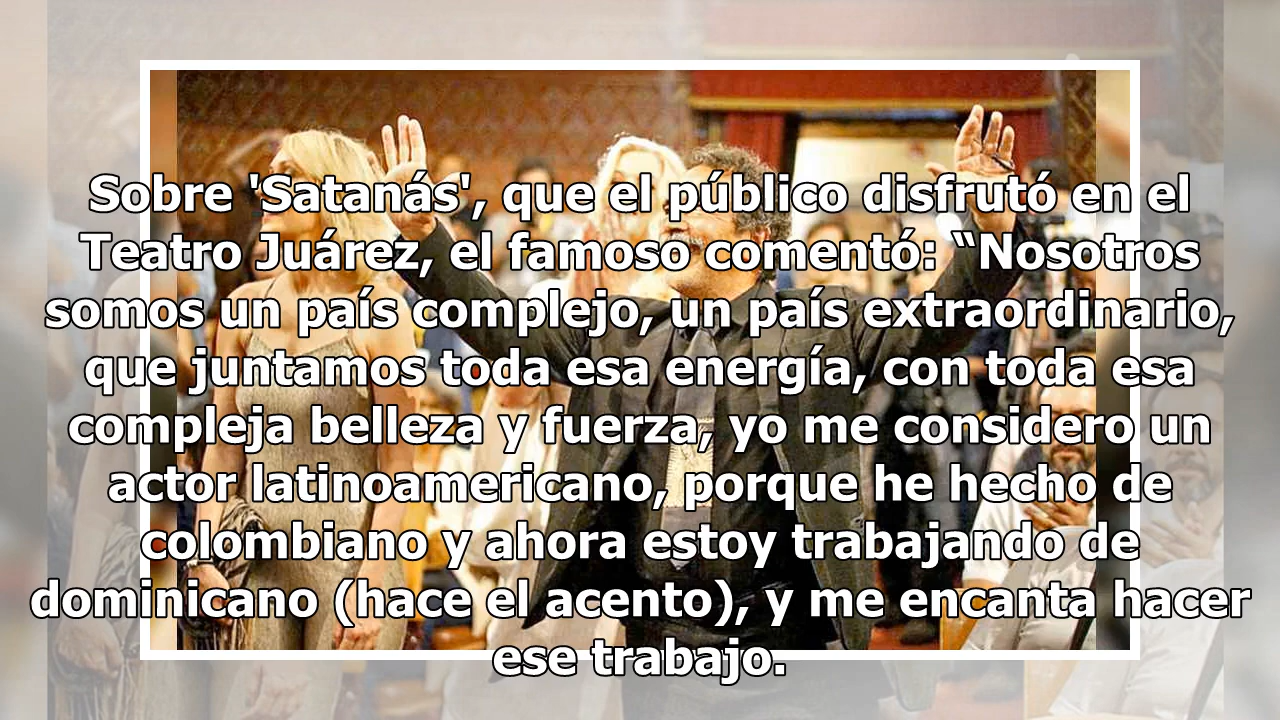 Sobre 'Satanás', que el público disfrutó en el
Teatro Juárez, el famoso comentó: “Nosotros
somos un país complejo, un país extraordinario,
que juntamos toda esa energía, con toda esa
compleja belleza y fuerza, yo me considero un
actor latinoamericano, porque he hecho de
colombiano y ahora estoy trabajando de
dominicano (hace el acento), y me encanta hacer
ese trabajo.